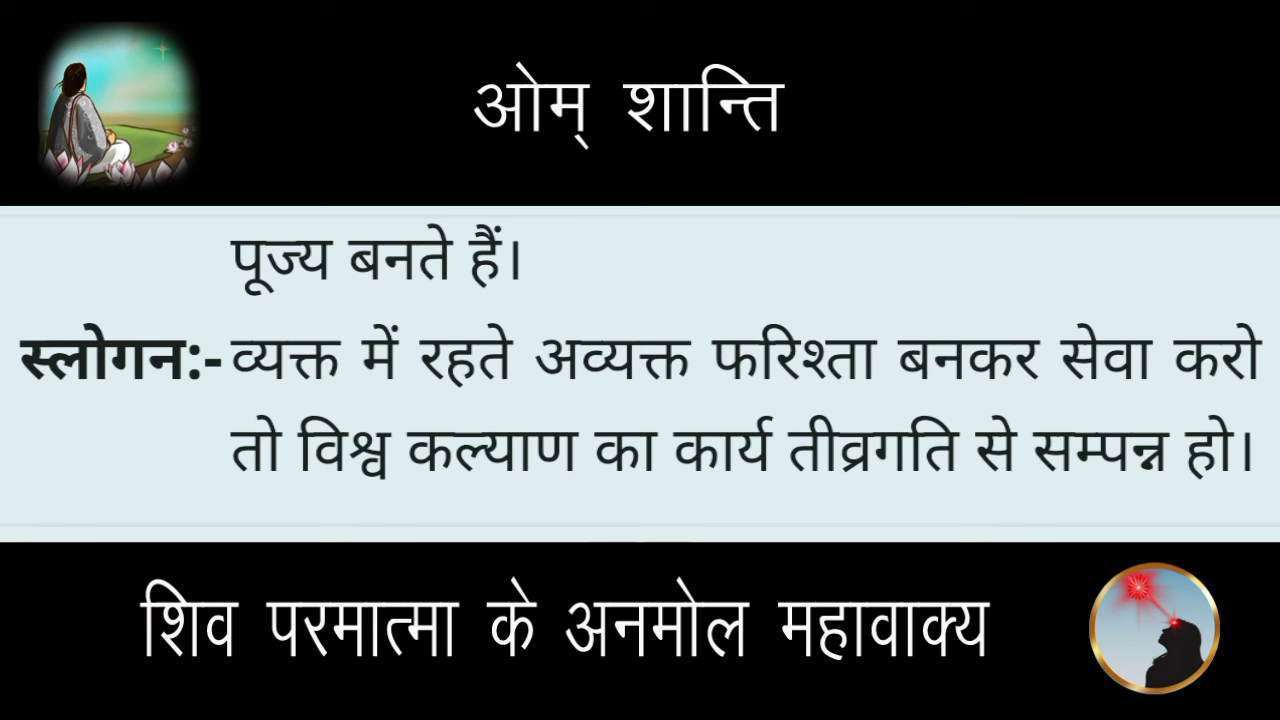 ओम् शान्ति
पूज्य बनते हैं।
स्लोगन:- व्यक्त में रहते अव्यक्त फरिश्ता बनकर सेवा करो
तो विश्व कल्याण का कार्य तीव्रगति से सम्पन्न हो।
शिव परमात्मा के अनमोल महावाक्य